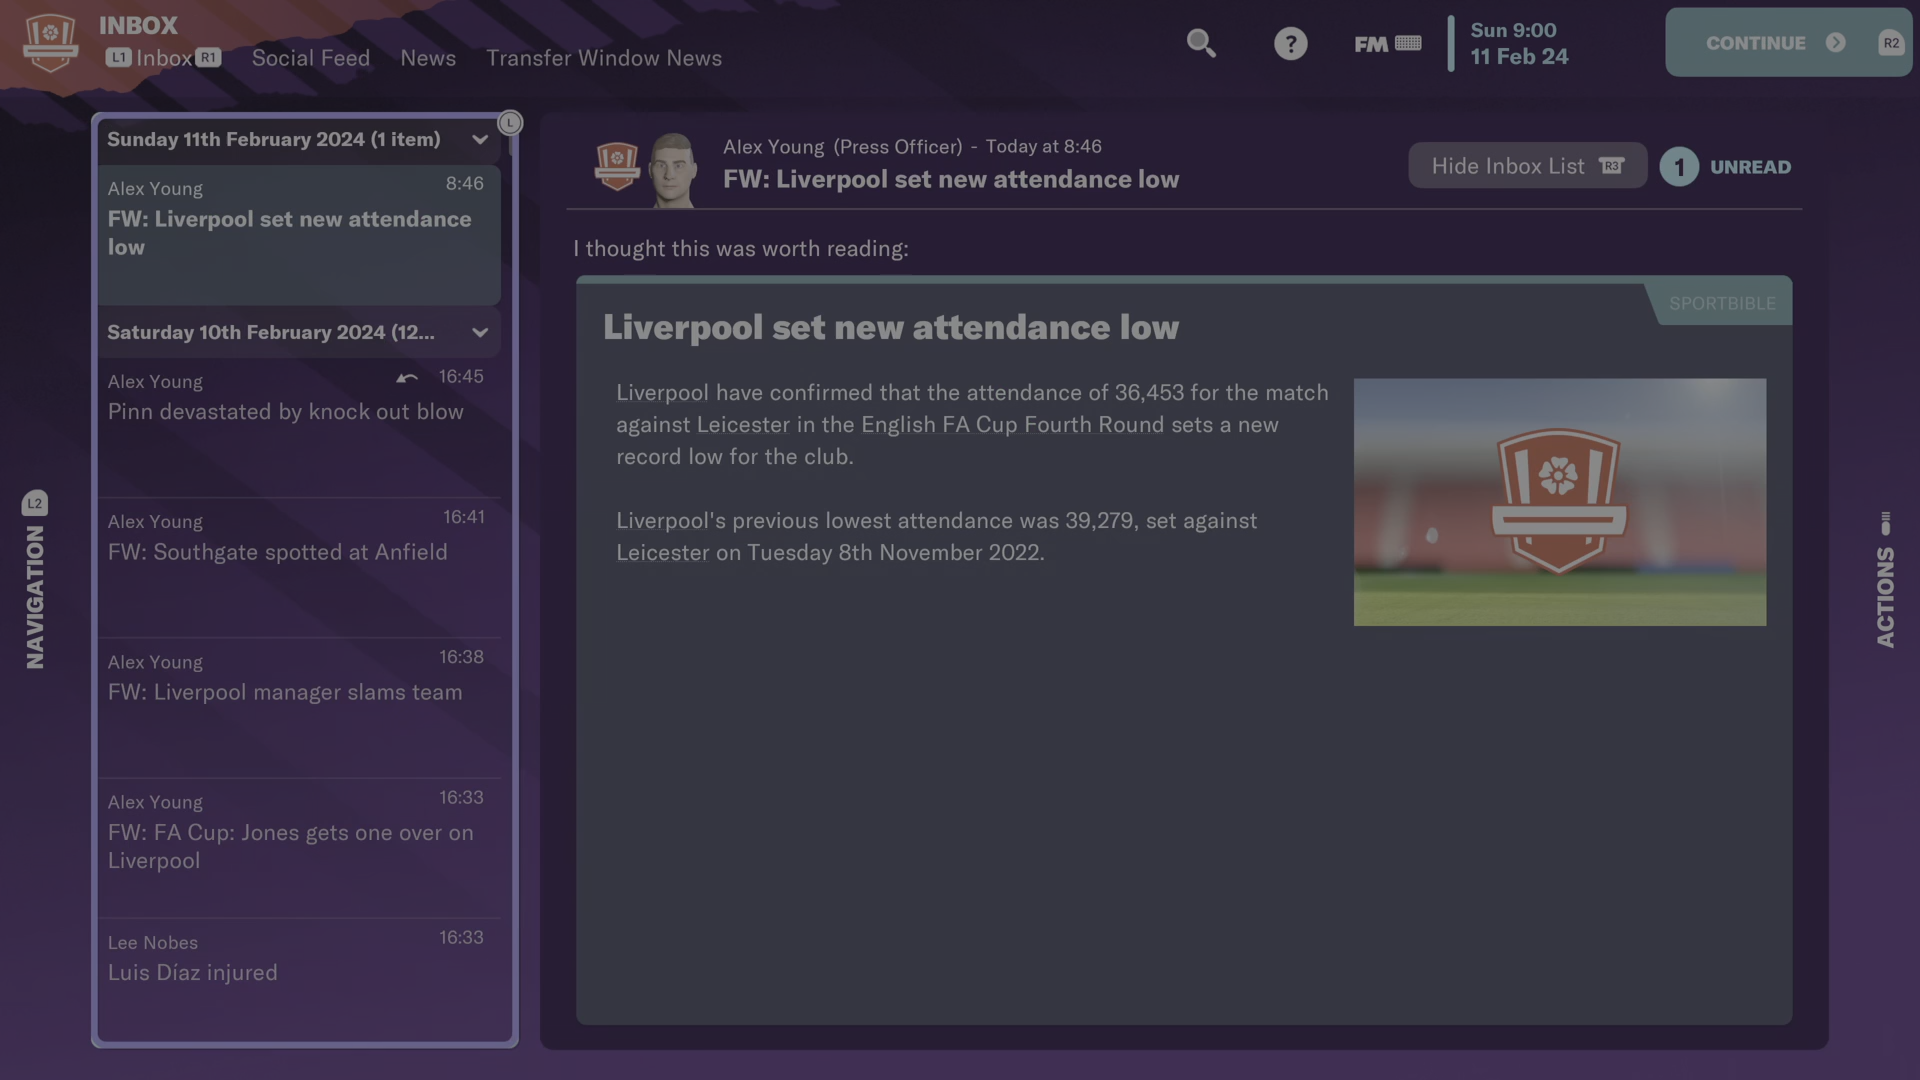 INBOX
L1 Inbox R1 Social Feed News Transfer Window News
?
FM
Sun 9:00
11 Feb 24
CONTINUE R2
L
Sunday 11th February 2024 (1 item)
Alex Young 8:46
FW: Liverpool set new attendance
low
Saturday 10th February 2024 (12...
Alex Young 16:45
Pinn devastated by knock out blow
Alex Young 16:41
FW: Southgate spotted at Anfield
Alex Young 16:38
FW: Liverpool manager slams team
Alex Young 16:33
FW: FA Cup: Jones gets one over on
Liverpool
Lee Nobes 16:33
Luis Díaz injured
L2
NAVIGATION
Alex Young (Press Officer) - Today at 8:46
FW: Liverpool set new attendance low
Hide Inbox List R3
1 UNREAD
I thought this was worth reading:
SPORTBIBLE
Liverpool set new attendance low
Liverpool have confirmed that the attendance of 36,453 for the match
against Leicester in the English FA Cup Fourth Round sets a new
record low for the club.
Liverpool's previous lowest attendance was 39,279, set against
Leicester on Tuesday 8th November 2022.
ACTIONS